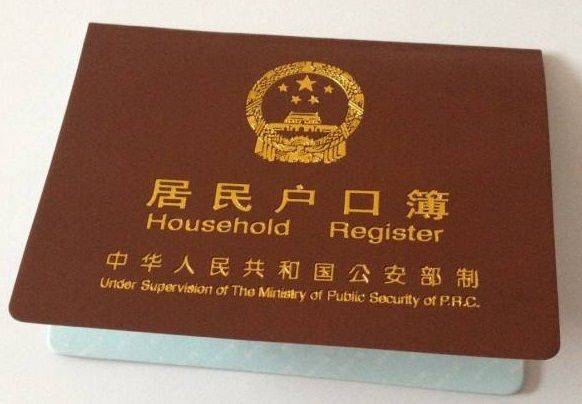 居民户口簿
Household Register
中华人民共和国公安部制
Under Supervision of The Ministry of Public Security of P.R.C.